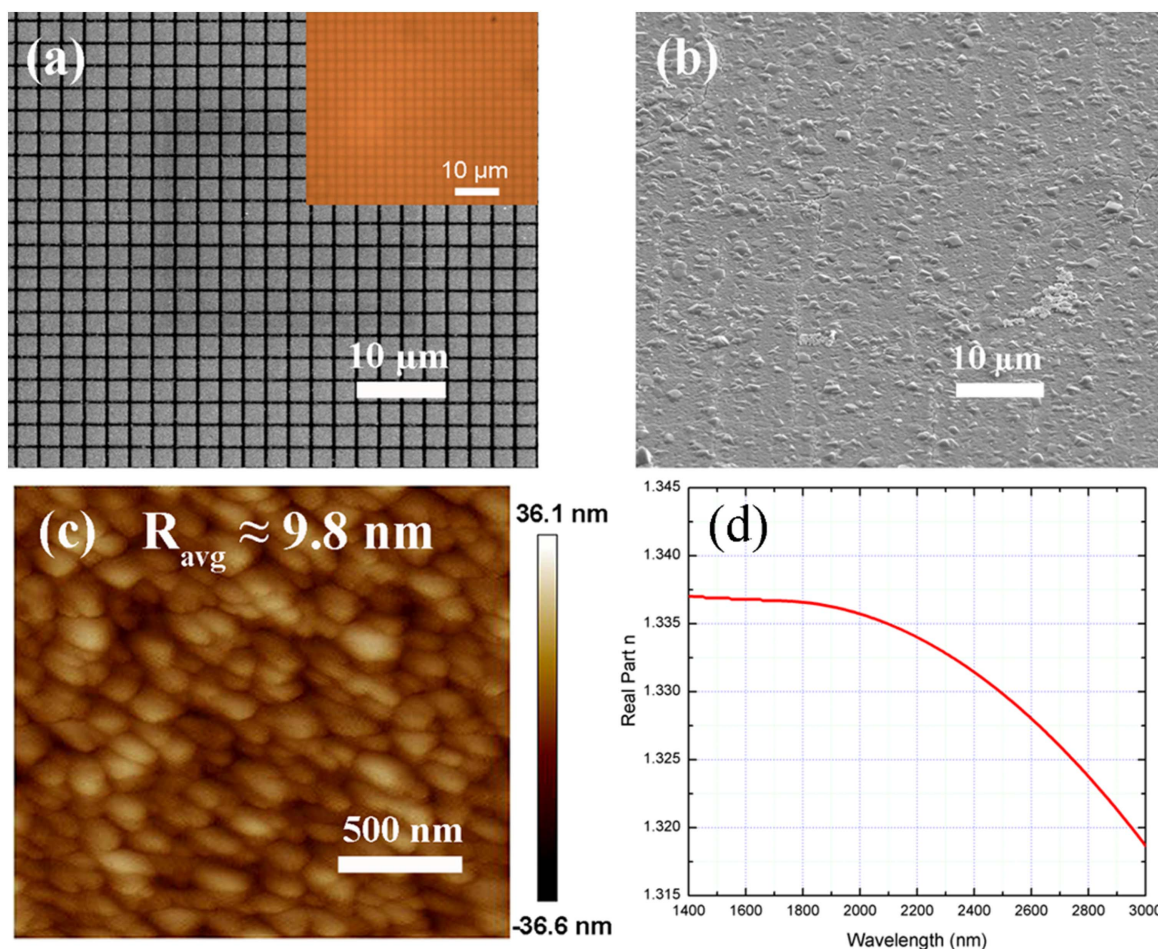 (a)
10 μm
10 μm
(b)
10 μm
(c) R_avg ≈ 9.8 nm
500 nm
36.1 nm
-36.6 nm
(d)
1.345
1.340
1.335
1.330
1.325
1.320
1.315
Real Part n
1400 1600 1800 2000 2200 2400 2600 2800 3000
Wavelength (nm)